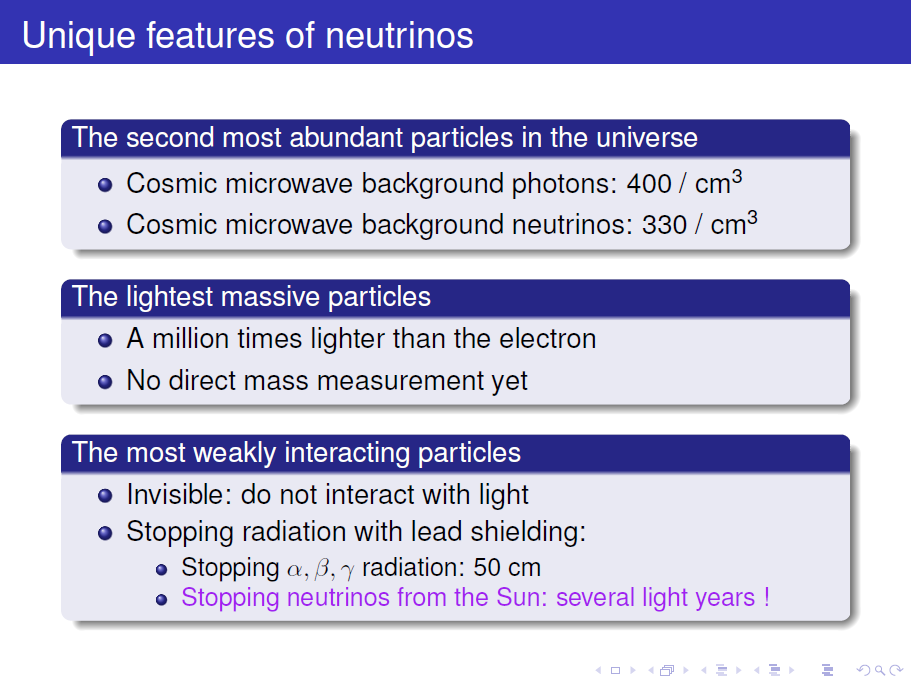 Unique features of neutrinos
The second most abundant particles in the universe
Cosmic microwave background photons: 400 / cm³
Cosmic microwave background neutrinos: 330 / cm³
The lightest massive particles
A million times lighter than the electron
No direct mass measurement yet
The most weakly interacting particles
Invisible: do not interact with light
Stopping radiation with lead shielding:
Stopping α, β, γ radiation: 50 cm
Stopping neutrinos from the Sun: several light years !